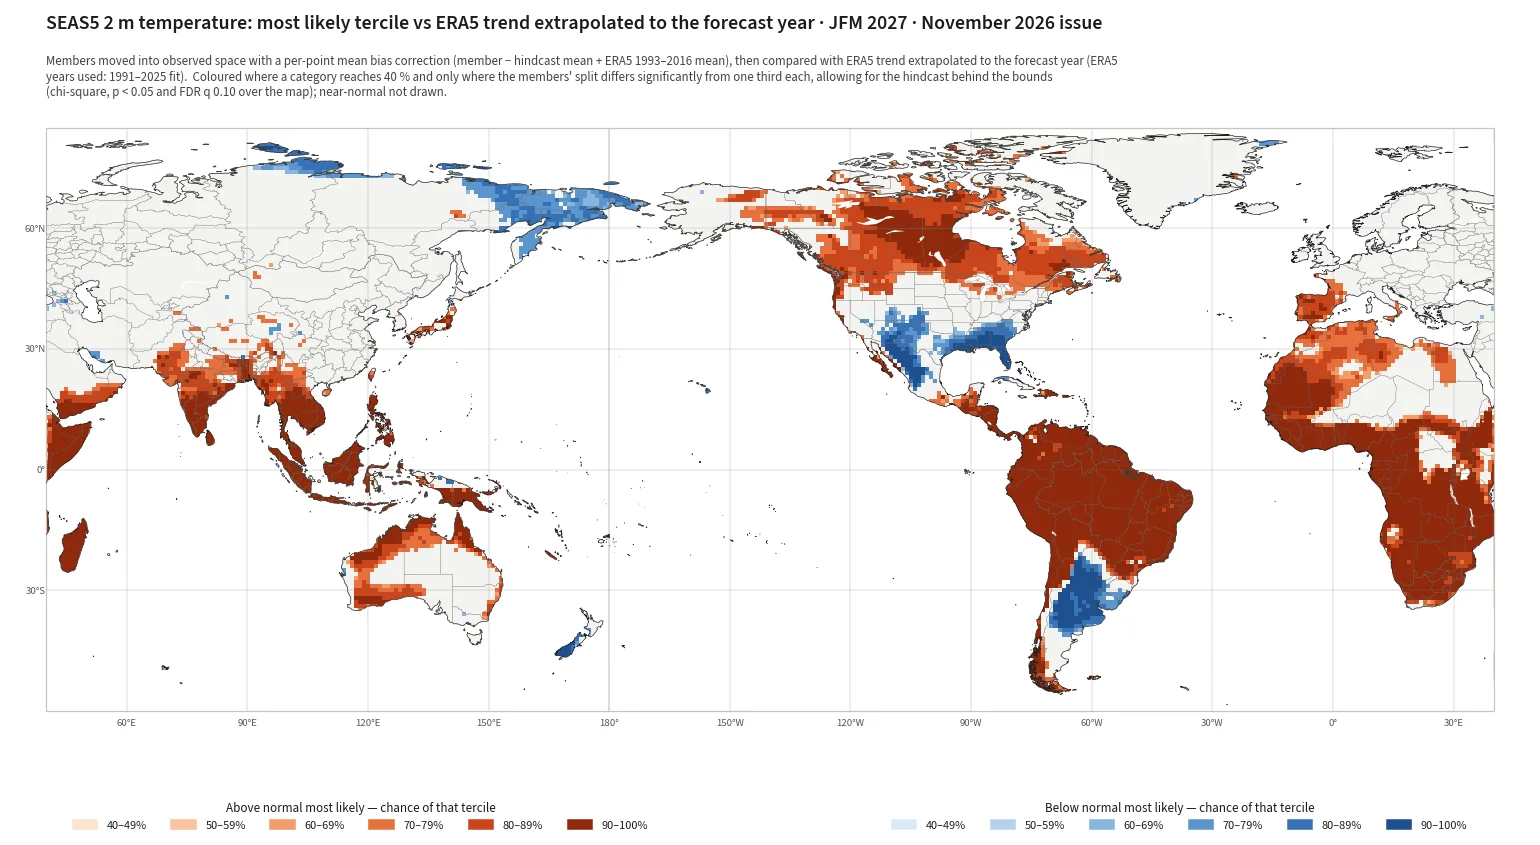 SEAS5 2 m temperature: most likely tercile vs ERA5 trend extrapolated to the forecast year · JFM 2027 · November 2026 issue
Members moved into observed space with a per-point mean bias correction (member − hindcast mean + ERA5 1993–2016 mean), then compared with ERA5 trend extrapolated to the forecast year (ERA5
years used: 1991–2025 fit). Coloured where a category reaches 40 % and only where the members' split differs significantly from one third each, allowing for the hindcast behind the bounds
(chi-square, p < 0.05 and FDR q 0.10 over the map); near-normal not drawn.
60°N
30°N
0°
30°S
60°E 90°E 120°E 150°E 180° 150°W 120°W 90°W 60°W 30°W 0° 30°E
Above normal most likely — chance of that tercile
40–49% 50–59% 60–69% 70–79% 80–89% 90–100%
Below normal most likely — chance of that tercile
40–49% 50–59% 60–69% 70–79% 80–89% 90–100%